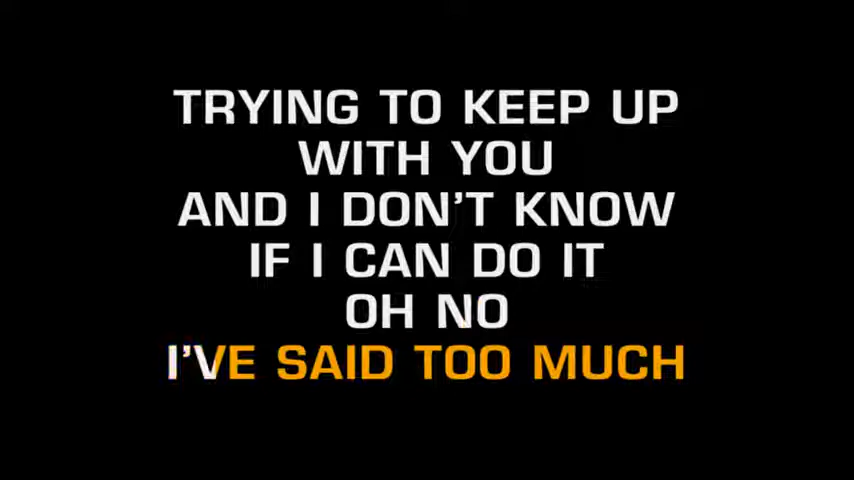 TRYING TO KEEP UP
WITH YOU
AND I DON'T KNOW
IF I CAN DO IT
OH NO
I'VE SAID TOO MUCH